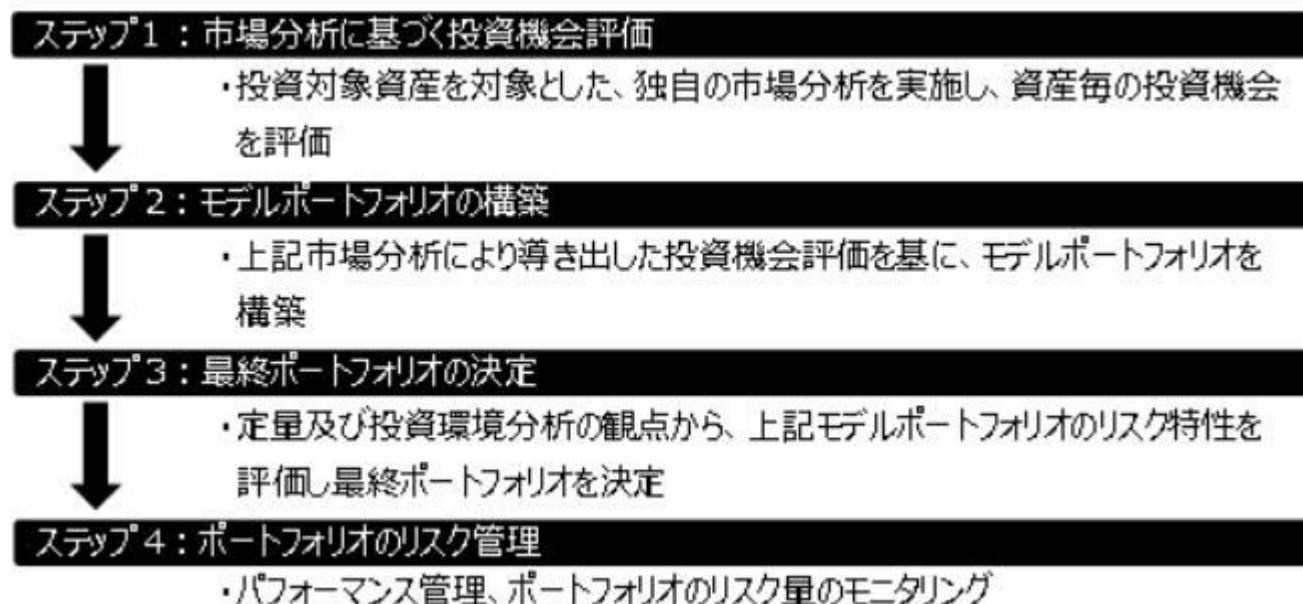 ステップ1：市場分析に基づく投資機会評価
・投資対象資産を対象とした、独自の市場分析を実施し、資産毎の投資機会
を評価
ステップ2：モデルポートフォリオの構築
・上記市場分析により導き出した投資機会評価を基に、モデルポートフォリオを
構築
ステップ3：最終ポートフォリオの決定
・定量及び投資環境分析の観点から、上記モデルポートフォリオのリスク特性を
評価し最終ポートフォリオを決定
ステップ4：ポートフォリオのリスク管理
・パフォーマンス管理、ポートフォリオのリスク量のモニタリング